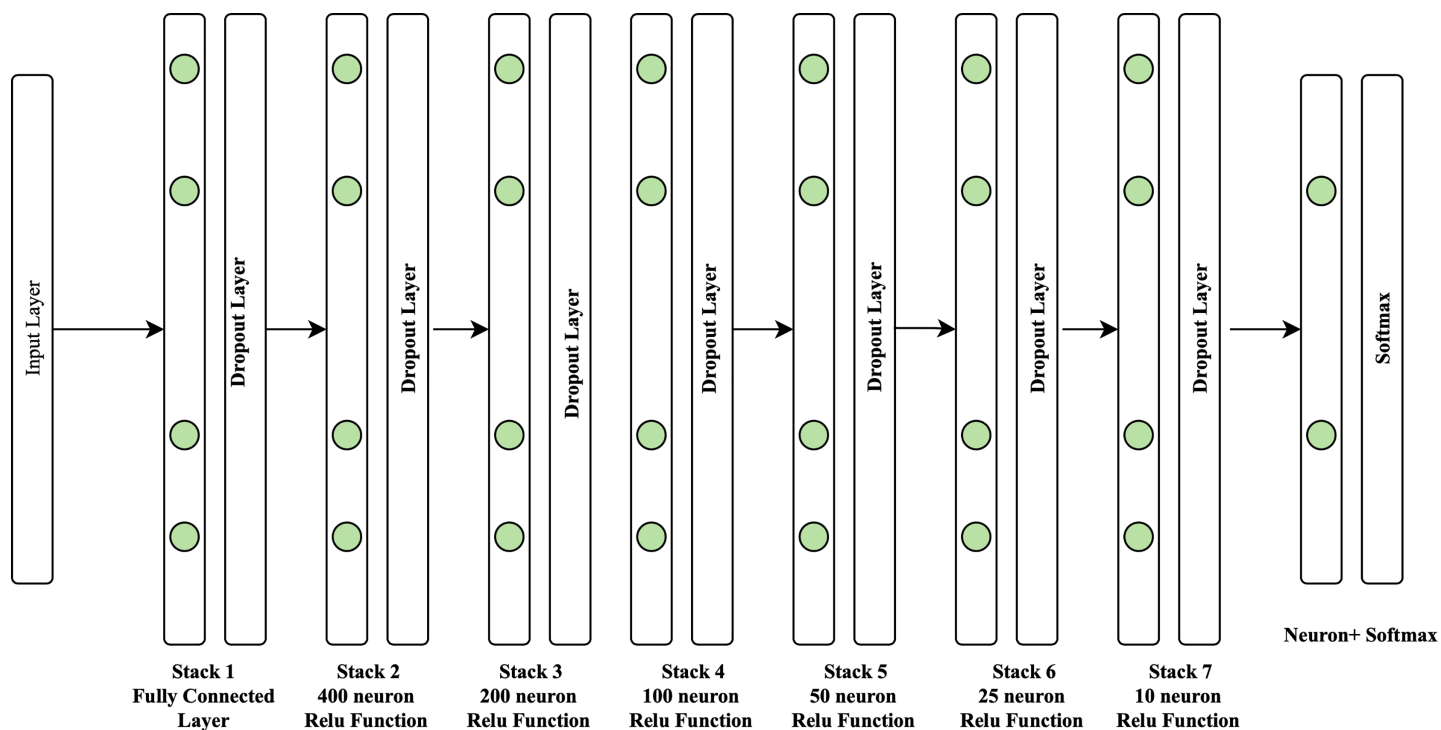 Input Layer
Dropout Layer
Dropout Layer
Dropout Layer
Dropout Layer
Dropout Layer
Dropout Layer
Dropout Layer
Softmax
Neuron+ Softmax
Stack 1
Fully Connected
Layer
Stack 2
400 neuron
Relu Function
Stack 3
200 neuron
Relu Function
Stack 4
100 neuron
Relu Function
Stack 5
50 neuron
Relu Function
Stack 6
25 neuron
Relu Function
Stack 7
10 neuron
Relu Function